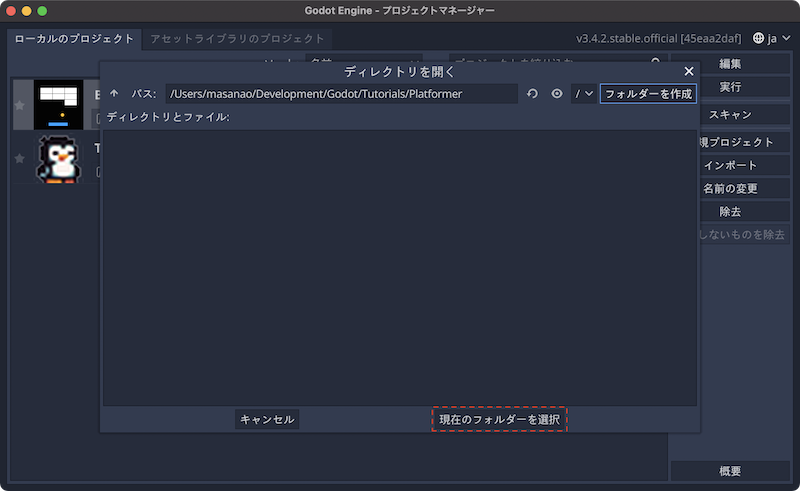 Godot Engine - プロジェクトマネージャー
ローカルのプロジェクト
アセットライブラリのプロジェクト
v3.4.2.stable.official [45eaa2daf]
ja
ディレクトリを開く
パス:
/Users/masanao/Development/Godot/Tutorials/Platformer
/
フォルダーを作成
ディレクトリとファイル:
キャンセル
現在のフォルダーを選択
編集
実行
スキャン
規プロジェクト
インポート
名前の変更
除去
しないものを除去
概要